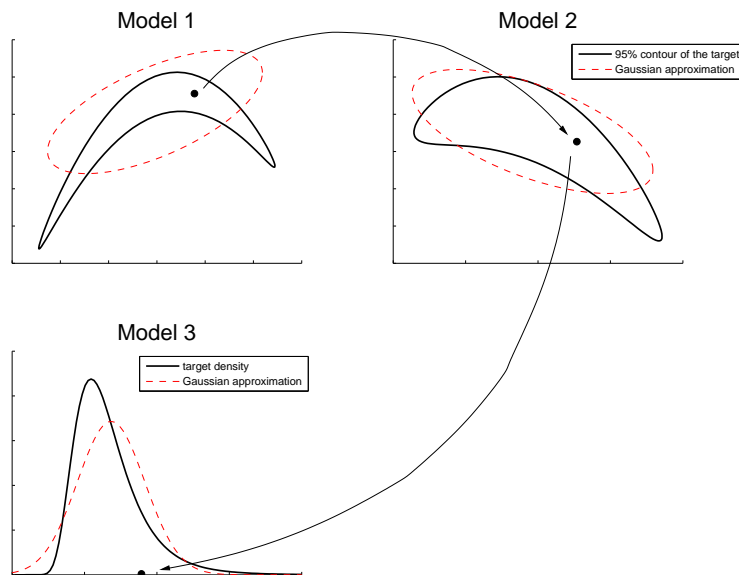 Model 1
Model 2
95% contour of the target
Gaussian approximation
Model 3
target density
Gaussian approximation